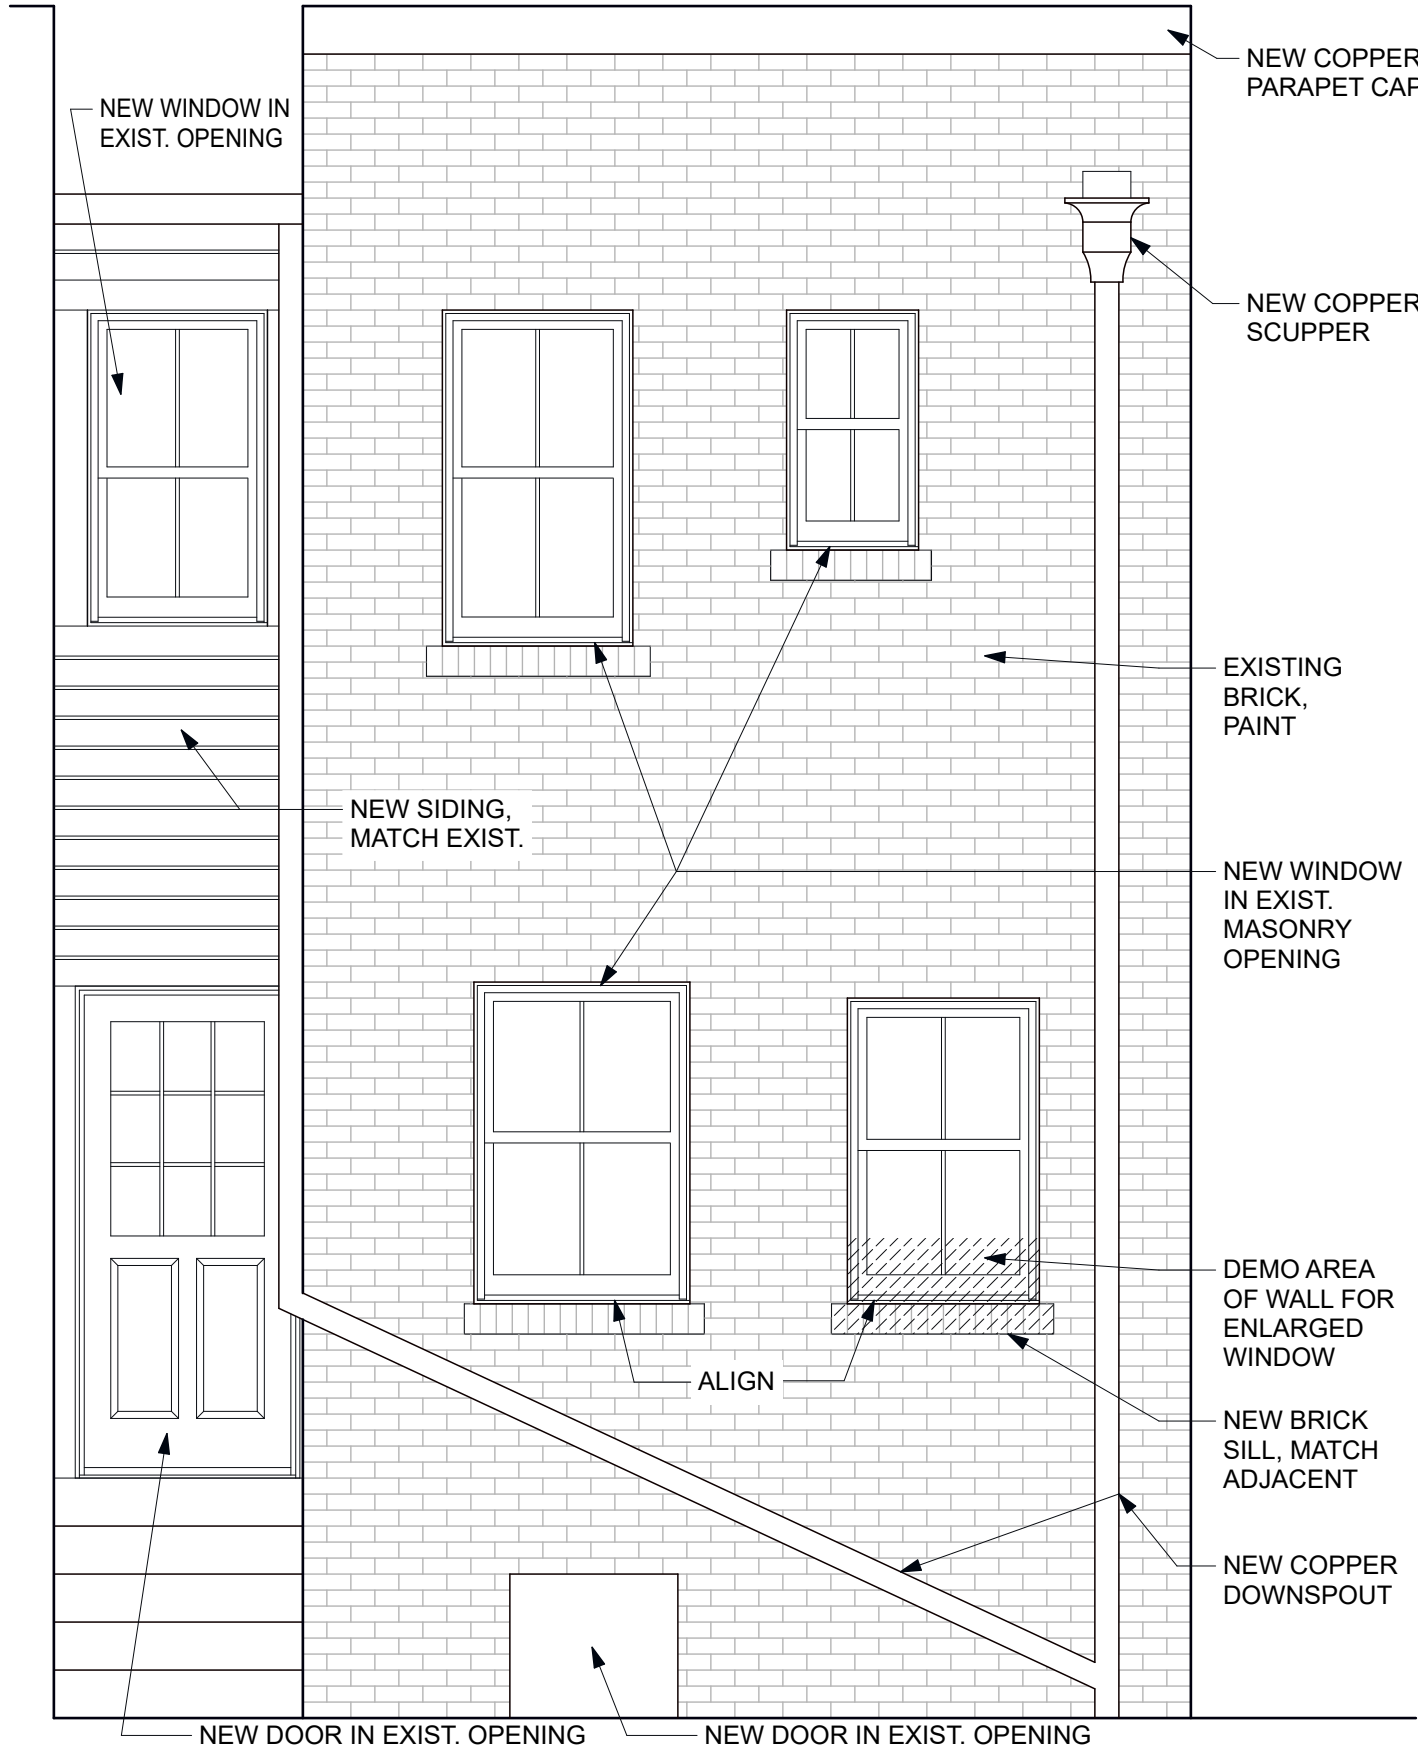 NEW COPPER
PARAPET CAP
NEW WINDOW IN
EXIST. OPENING
NEW COPPER
SCUPPER
EXISTING
BRICK,
PAINT
NEW SIDING,
MATCH EXIST.
NEW WINDOW
IN EXIST.
MASONRY
OPENING
DEMO AREA
OF WALL FOR
ENLARGED
WINDOW
ALIGN
NEW BRICK
SILL, MATCH
ADJACENT
NEW COPPER
DOWNSPOUT
NEW DOOR IN EXIST. OPENING
NEW DOOR IN EXIST. OPENING